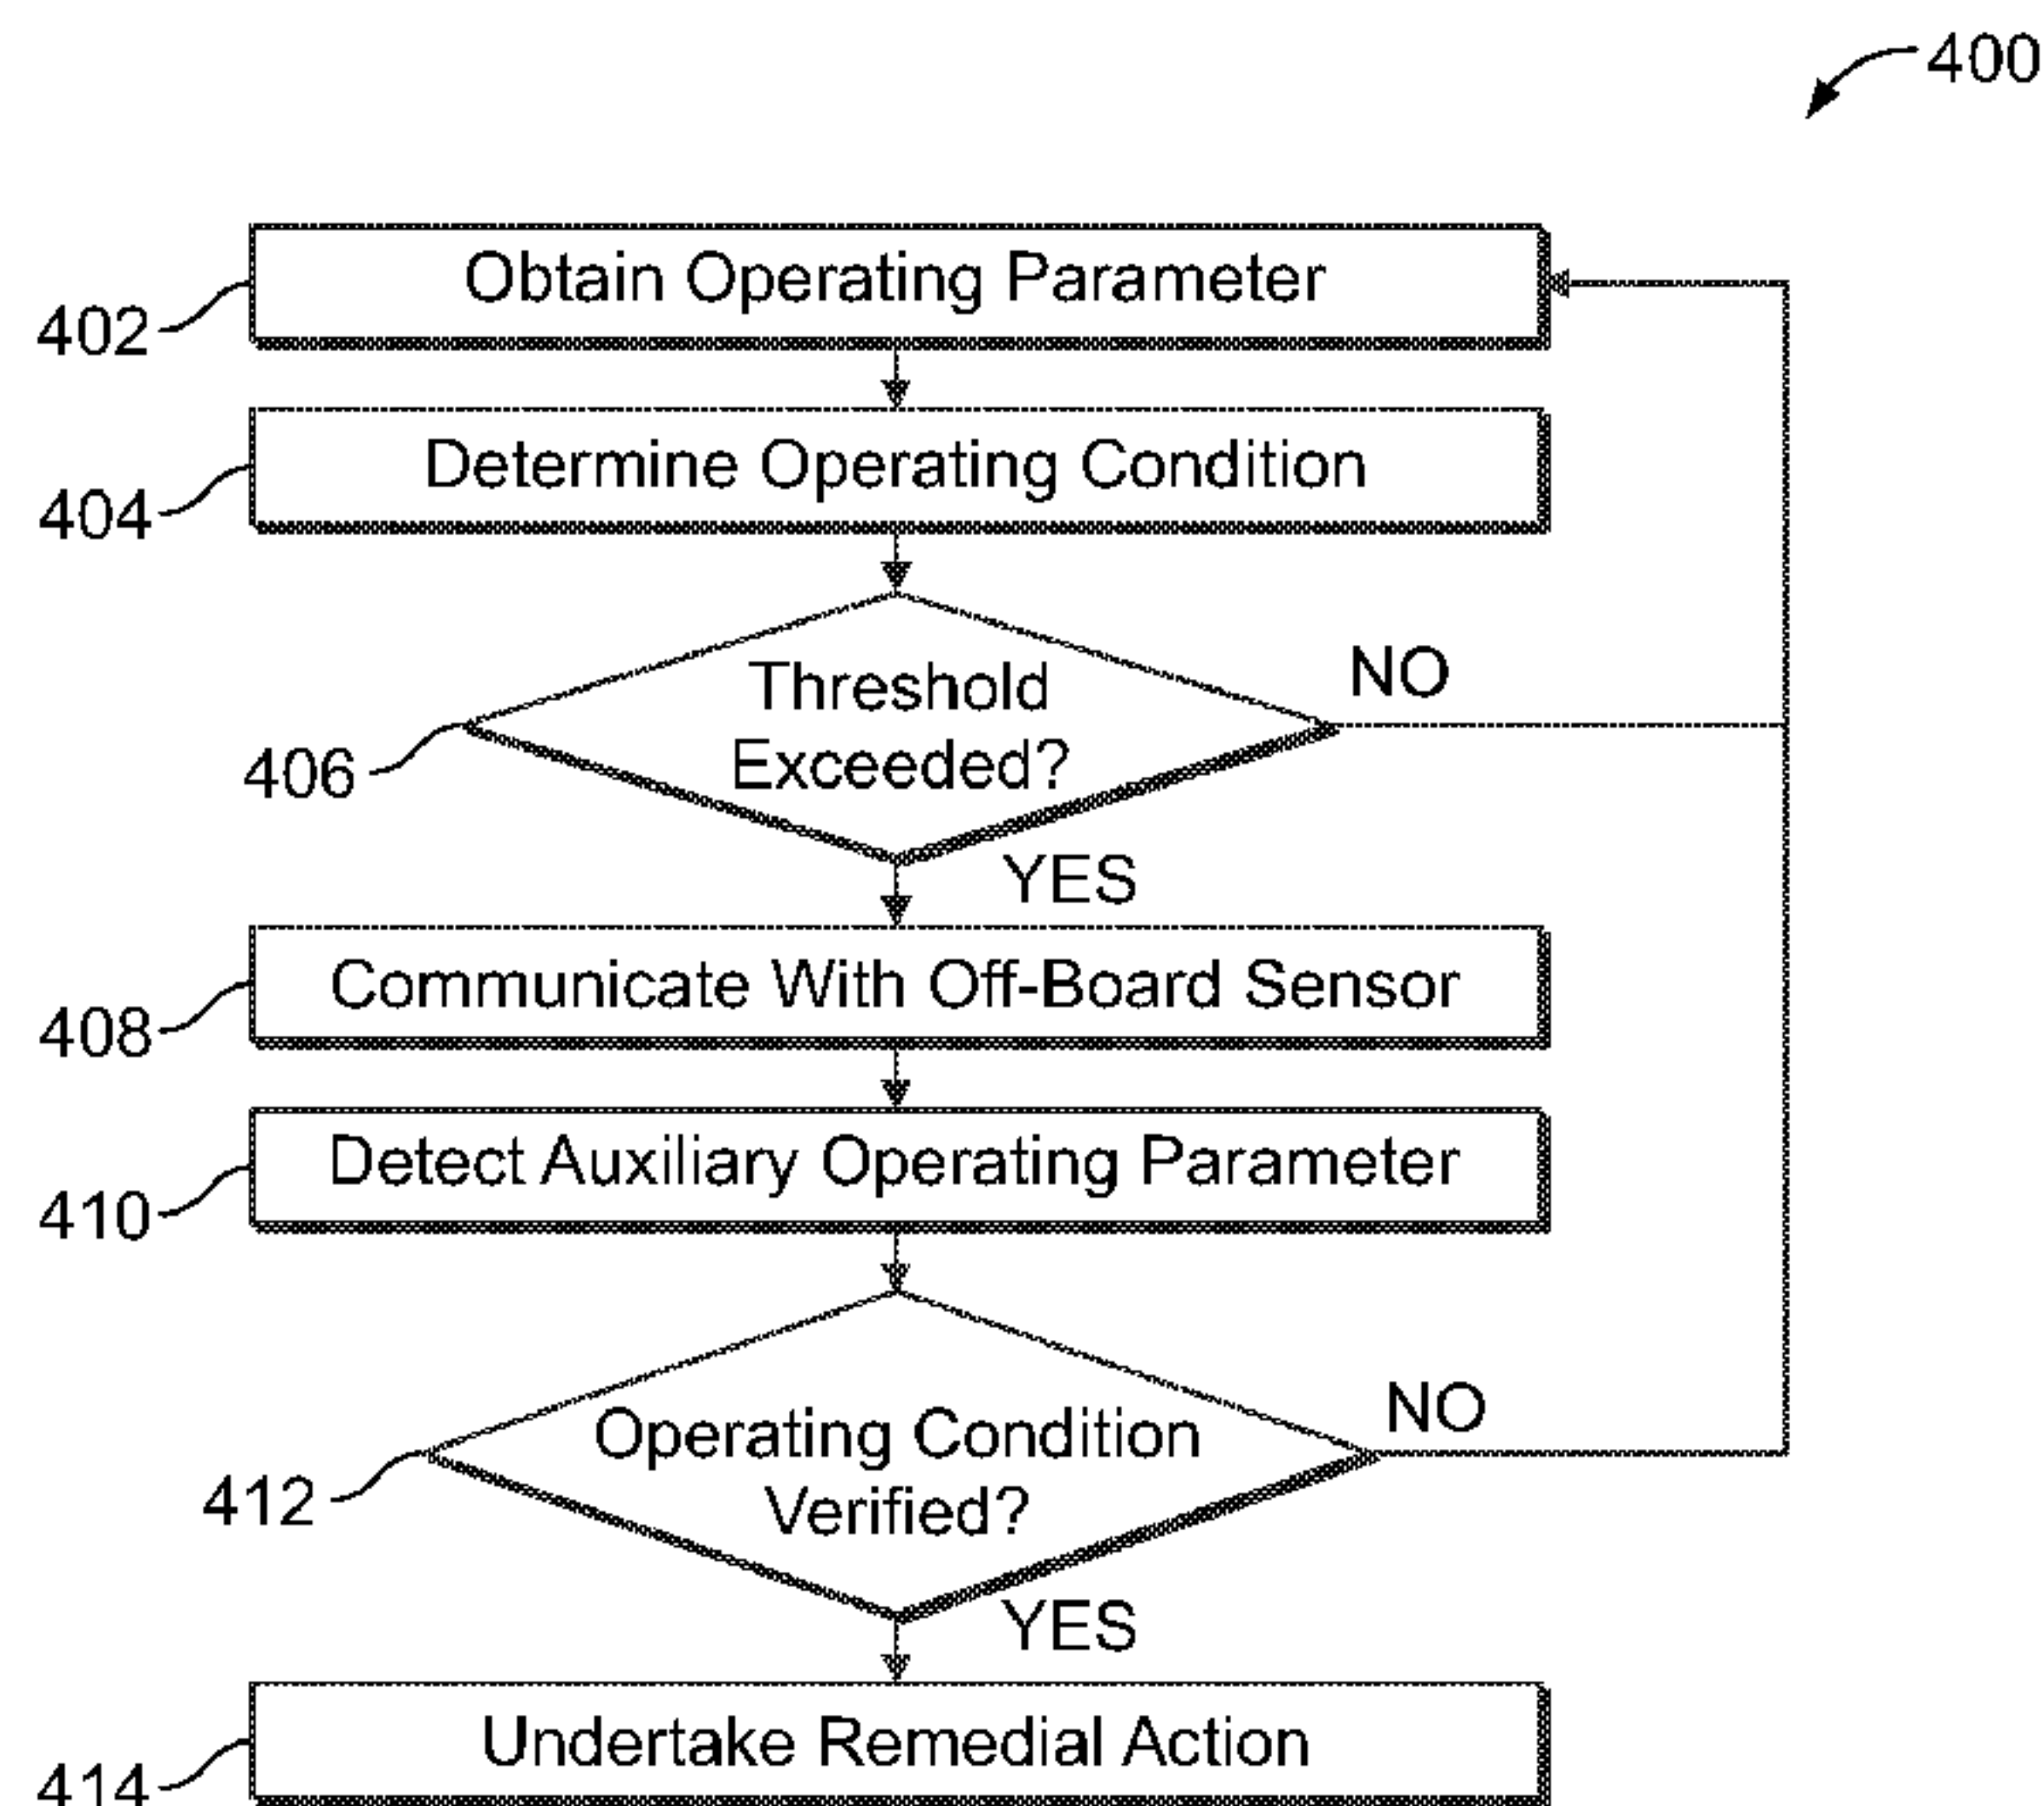 400
Obtain Operating Parameter
402
Determine Operating Condition
404
Threshold
Exceeded?
NO
406
YES
Communicate With Off-Board Sensor
408
Detect Auxiliary Operating Parameter
410
Operating Condition
Verified?
NO
412
YES
Undertake Remedial Action
414